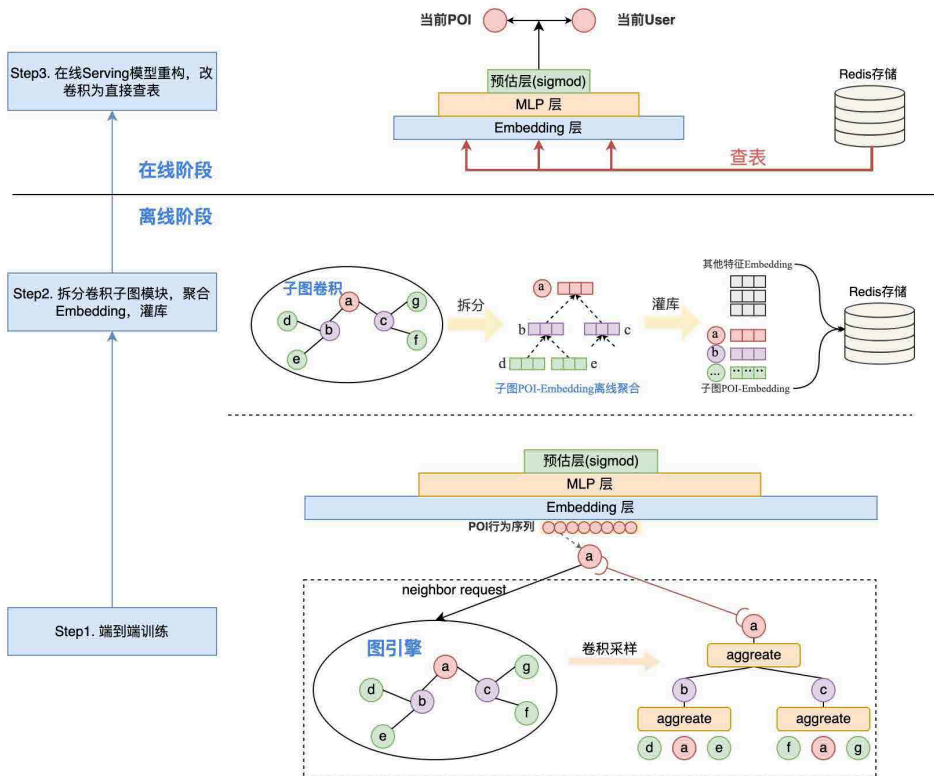 当前POI
当前User
Step3. 在线Serving模型重构，改
卷积为直接查表
预估层(sigmod)
MLP 层
Embedding 层
Redis存储
查表
在线阶段
离线阶段
Step2. 拆分卷积子图模块，聚合
Embedding，灌库
子图卷积
a
b
c
d
e
f
g
拆分
a
b
c
d
e
子图POI-Embedding离线聚合
灌库
其他特征Embedding
a
b
...
子图POI-Embedding
Redis存储
预估层(sigmod)
MLP 层
Embedding 层
POI行为序列
a
neighbor request
Step1. 端到端训练
图引擎
a
b
c
d
e
f
g
卷积采样
a
aggreate
b
c
aggreate
aggreate
d
a
e
f
a
g